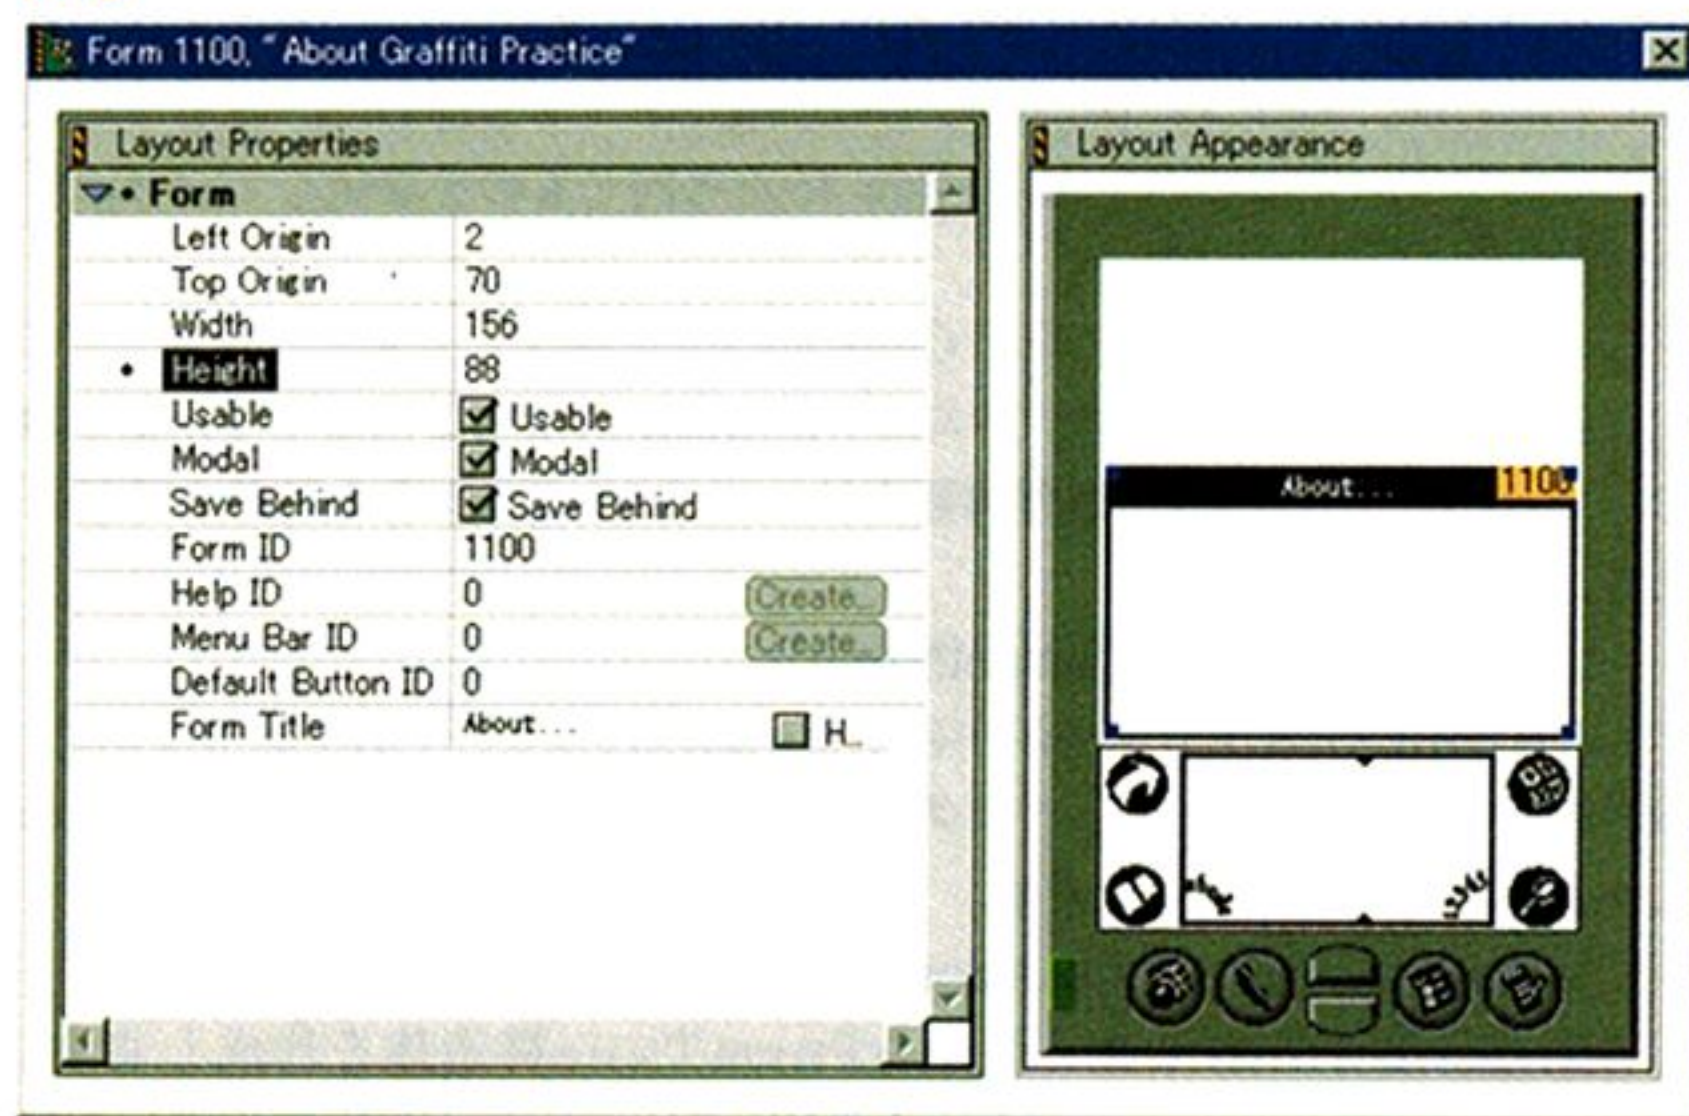 Form 1100, "About Graffiti Practice"
Layout Properties
Form
Left Origin 2
Top Origin 70
Width 156
Height 88
Usable Usable
Modal Modal
Save Behind Save Behind
Form ID 1100
Help ID 0 Create...
Menu Bar ID 0 Create...
Default Button ID 0
Form Title About... H...
Layout Appearance
About... 1100